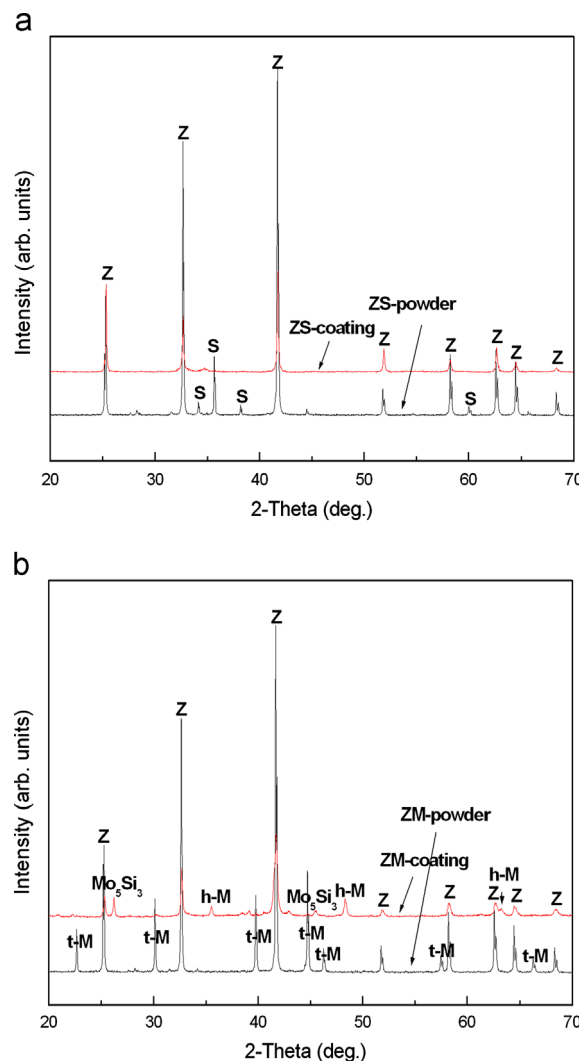 a
Z
Z
Z
S
ZS-powder
ZS-coating
Z
Z
Z
Z
S
S
S
Intensity (arb. units)
20 30 40 50 60 70
2-Theta (deg.)
b
Z
Z
Z
ZM-powder
Mo5Si3
h-M
Mo5Si3
h-M
ZM-coating
h-M
Z
Z
Z
Z
Z
t-M
t-M
t-M
t-M
t-M
t-M
t-M
Intensity (arb. units)
20 30 40 50 60 70
2-Theta (deg.)